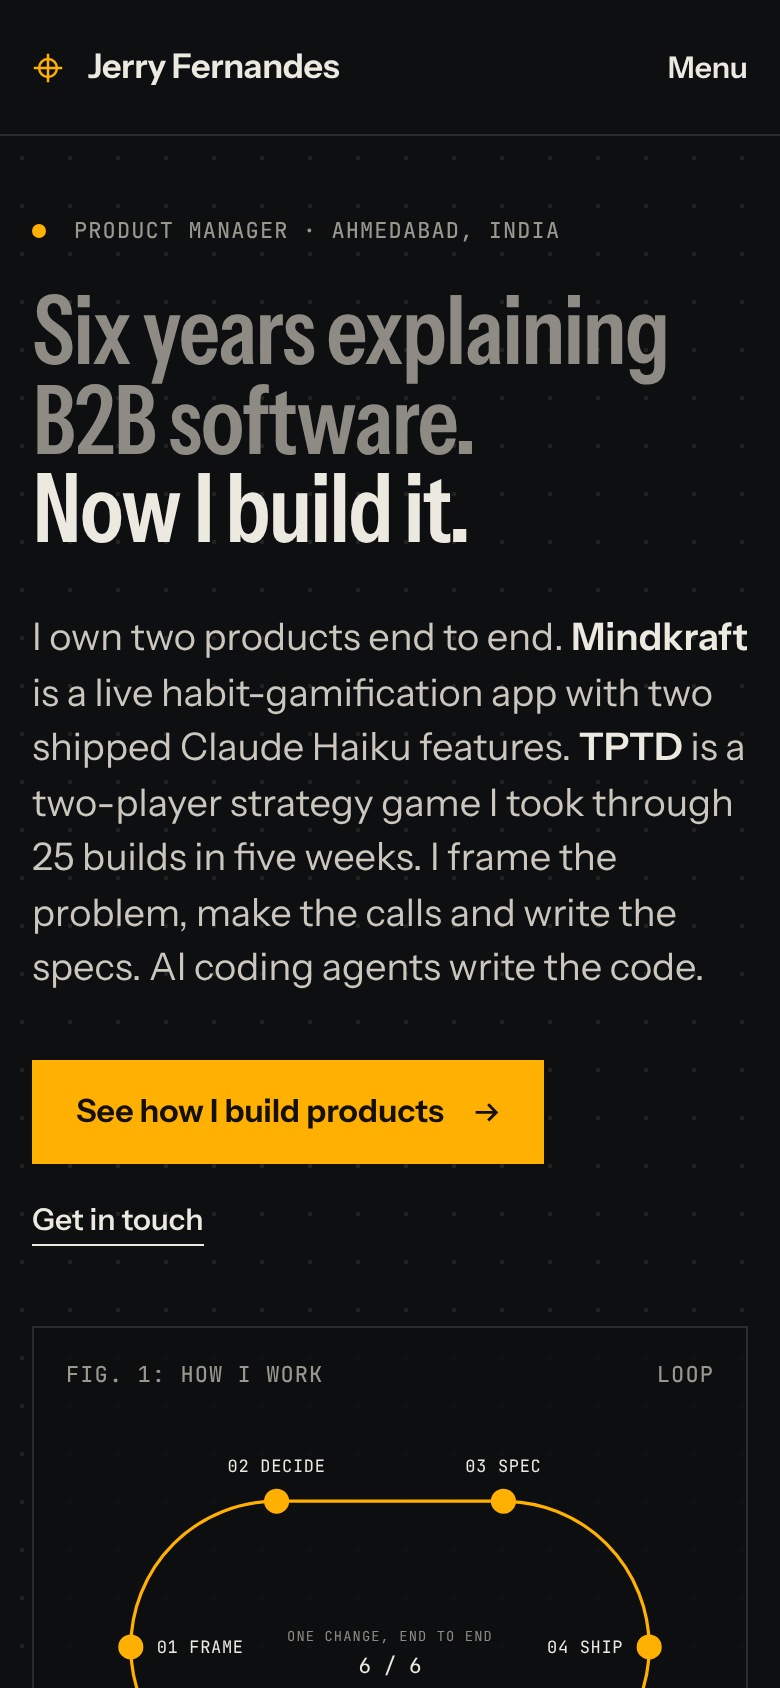 Jerry Fernandes
Menu
PRODUCT MANAGER · AHMEDABAD, INDIA
Six years explaining
B2B software.
Now I build it.
I own two products end to end. Mindkraft
is a live habit-gamification app with two
shipped Claude Haiku features. TPTD is a
two-player strategy game I took through
25 builds in five weeks. I frame the
problem, make the calls and write the
specs. AI coding agents write the code.
See how I build products →
Get in touch
FIG. 1: HOW I WORK
LOOP
02 DECIDE
03 SPEC
01 FRAME
ONE CHANGE, END TO END
04 SHIP
6 / 6